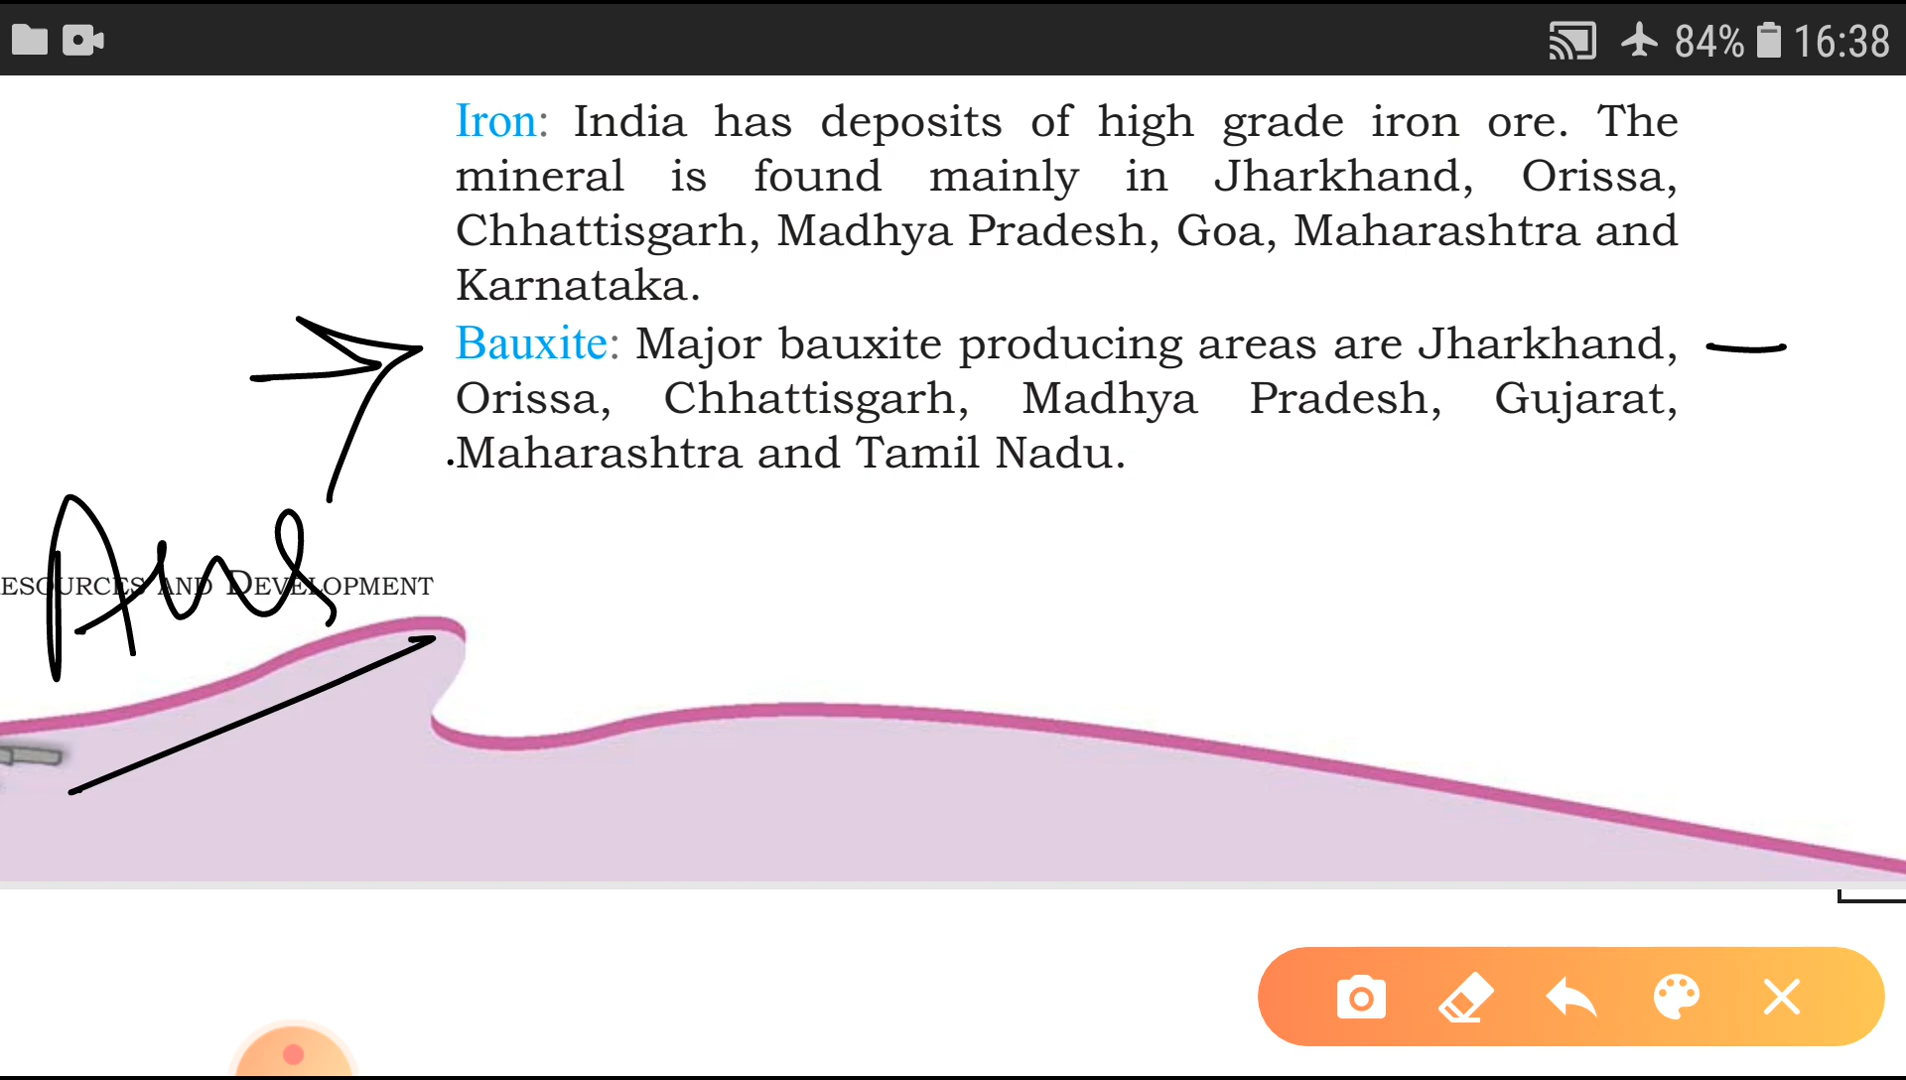 84% 16:38
Iron: India has deposits of high grade iron ore. The
mineral is found mainly in Jharkhand, Orissa,
Chhattisgarh, Madhya Pradesh, Goa, Maharashtra and
Karnataka.
Bauxite: Major bauxite producing areas are Jharkhand,
Orissa, Chhattisgarh, Madhya Pradesh, Gujarat,
Maharashtra and Tamil Nadu.
Ans
ESOURCES AND DEVELOPMENT